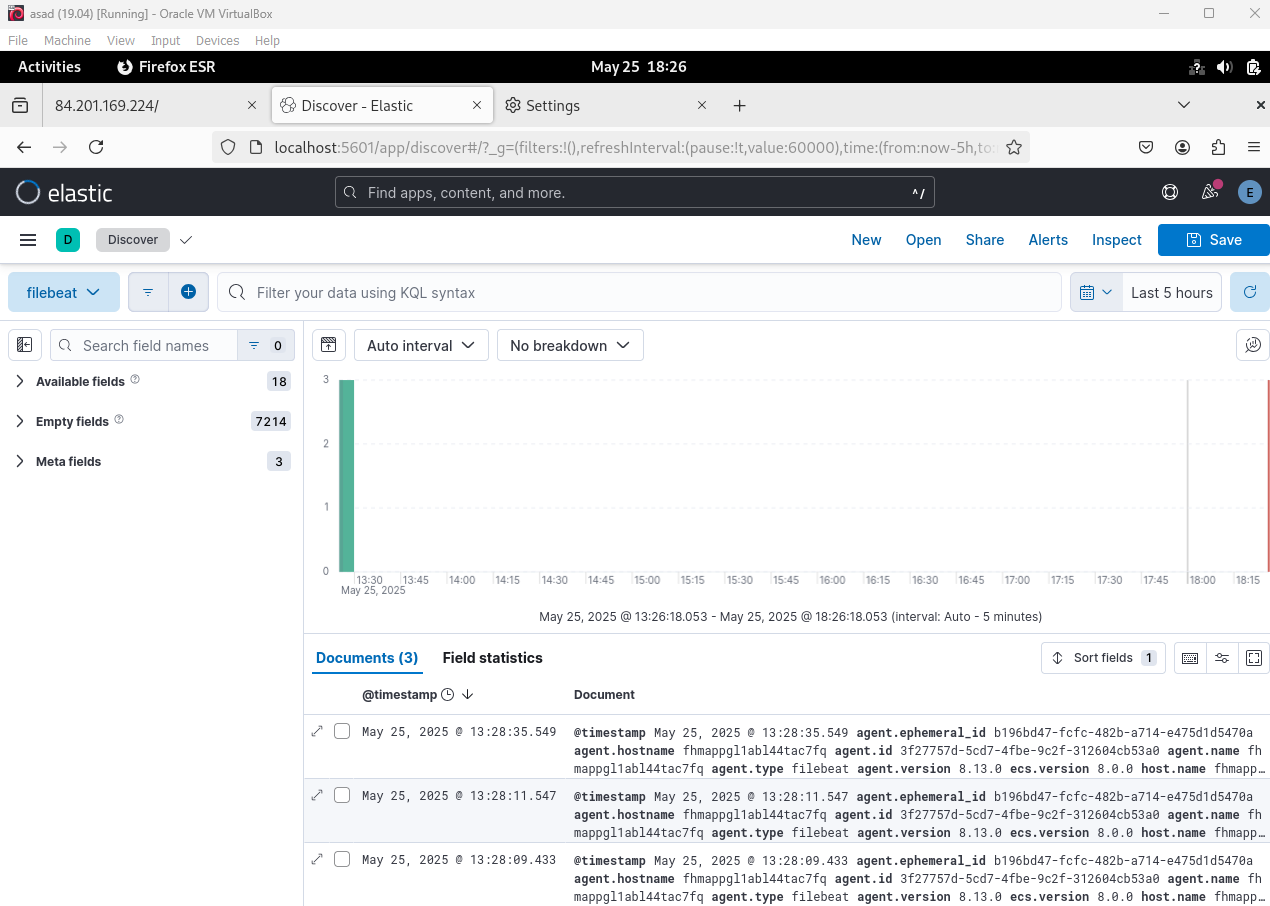 asad (19.04) [Running] - Oracle VM VirtualBox
File Machine View Input Devices Help
Activities Firefox ESR May 25 18:26
84.201.169.224/ Discover - Elastic Settings
localhost:5601/app/discover#/?_g=(filters:!(),refreshInterval:(pause:!t,value:60000),time:(from:now-5h,to:
elastic Find apps, content, and more. ^/ E
D Discover New Open Share Alerts Inspect Save
filebeat Filter your data using KQL syntax Last 5 hours
Search field names 0 Auto interval No breakdown
Available fields 18
Empty fields 7214
Meta fields 3
3
2
1
0
13:30 13:45 14:00 14:15 14:30 14:45 15:00 15:15 15:30 15:45 16:00 16:15 16:30 16:45 17:00 17:15 17:30 17:45 18:00 18:15
May 25, 2025
May 25, 2025 @ 13:26:18.053 - May 25, 2025 @ 18:26:18.053 (interval: Auto - 5 minutes)
Documents (3) Field statistics Sort fields 1
@timestamp Document
May 25, 2025 @ 13:28:35.549 @timestamp May 25, 2025 @ 13:28:35.549 agent.ephemeral_id b196bd47-fcfc-482b-a714-e475d1d5470a
agent.hostname fhmappgl1abl44tac7fq agent.id 3f27757d-5cd7-4fbe-9c2f-312604cb53a0 agent.name fh
mappgl1abl44tac7fq agent.type filebeat agent.version 8.13.0 ecs.version 8.0.0 host.name fhmapp…
May 25, 2025 @ 13:28:11.547 @timestamp May 25, 2025 @ 13:28:11.547 agent.ephemeral_id b196bd47-fcfc-482b-a714-e475d1d5470a
agent.hostname fhmappgl1abl44tac7fq agent.id 3f27757d-5cd7-4fbe-9c2f-312604cb53a0 agent.name fh
mappgl1abl44tac7fq agent.type filebeat agent.version 8.13.0 ecs.version 8.0.0 host.name fhmapp…
May 25, 2025 @ 13:28:09.433 @timestamp May 25, 2025 @ 13:28:09.433 agent.ephemeral_id b196bd47-fcfc-482b-a714-e475d1d5470a
agent.hostname fhmappgl1abl44tac7fq agent.id 3f27757d-5cd7-4fbe-9c2f-312604cb53a0 agent.name fh
mappgl1abl44tac7fq agent.type filebeat agent.version 8.13.0 ecs.version 8.0.0 host.name fhmapp…